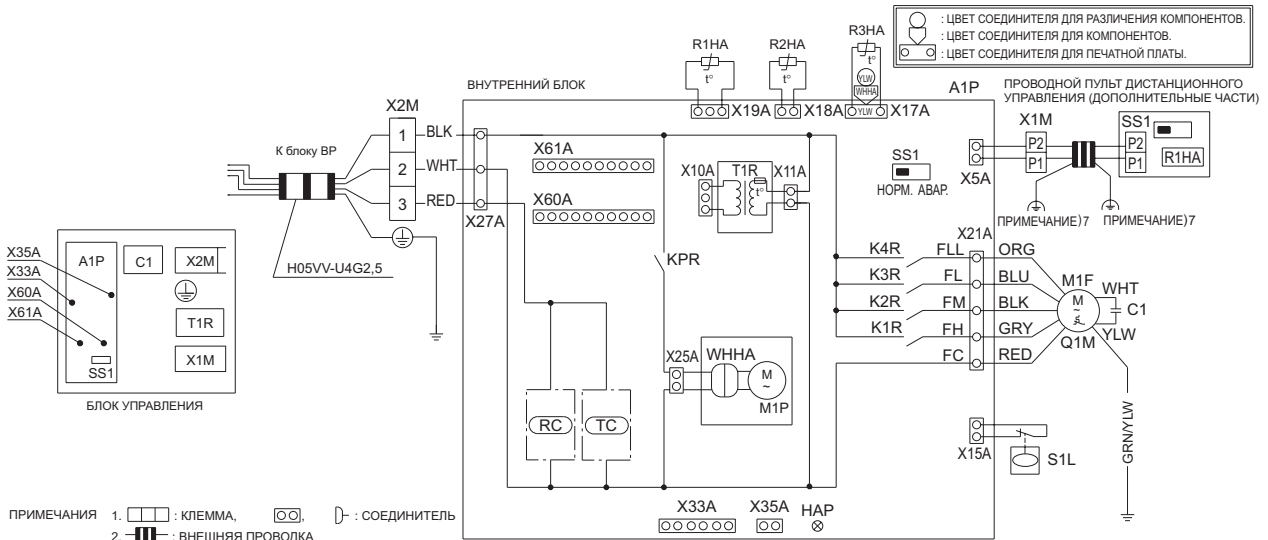 : ЦВЕТ СОЕДИНИТЕЛЯ ДЛЯ РАЗЛИЧЕНИЯ КОМПОНЕНТОВ.
: ЦВЕТ СОЕДИНИТЕЛЯ ДЛЯ КОМПОНЕНТОВ.
: ЦВЕТ СОЕДИНИТЕЛЯ ДЛЯ ПЕЧАТНОЙ ПЛАТЫ.
R1HA
t°
R2HA
t°
R3HA
t°
YLW
WHHA
YLW
X19A
X18A
X17A
ВНУТРЕННИЙ БЛОК
A1P
ПРОВОДНОЙ ПУЛЬТ ДИСТАНЦИОННОГО
УПРАВЛЕНИЯ (ДОПОЛНИТЕЛЬНЫЕ ЧАСТИ)
X2M
1
2
3
BLK
WHT
RED
X27A
К блоку ВР
H05VV-U4G2,5
X61A
X60A
X10A
T1R
t°
X11A
SS1
НОРМ. АВАР.
X5A
X1M
P2
P1
SS1
P2
P1
R1HA
ПРИМЕЧАНИЕ)7
ПРИМЕЧАНИЕ)7
X35A
X33A
X60A
X61A
A1P
C1
X2M
T1R
X1M
SS1
БЛОК УПРАВЛЕНИЯ
KPR
X25A
WHHA
M
~
M1P
RC
TC
X21A
K4R
FLL
ORG
K3R
FL
BLU
K2R
FM
BLK
K1R
FH
GRY
FC
RED
M1F
M
~
Q1M
WHT
C1
YLW
GRN/YLW
X15A
S1L
X33A
X35A
HAP
ПРИМЕЧАНИЯ 1. : КЛЕММА, , : СОЕДИНИТЕЛЬ
2. : ВНЕШНЯЯ ПРОВОДКА